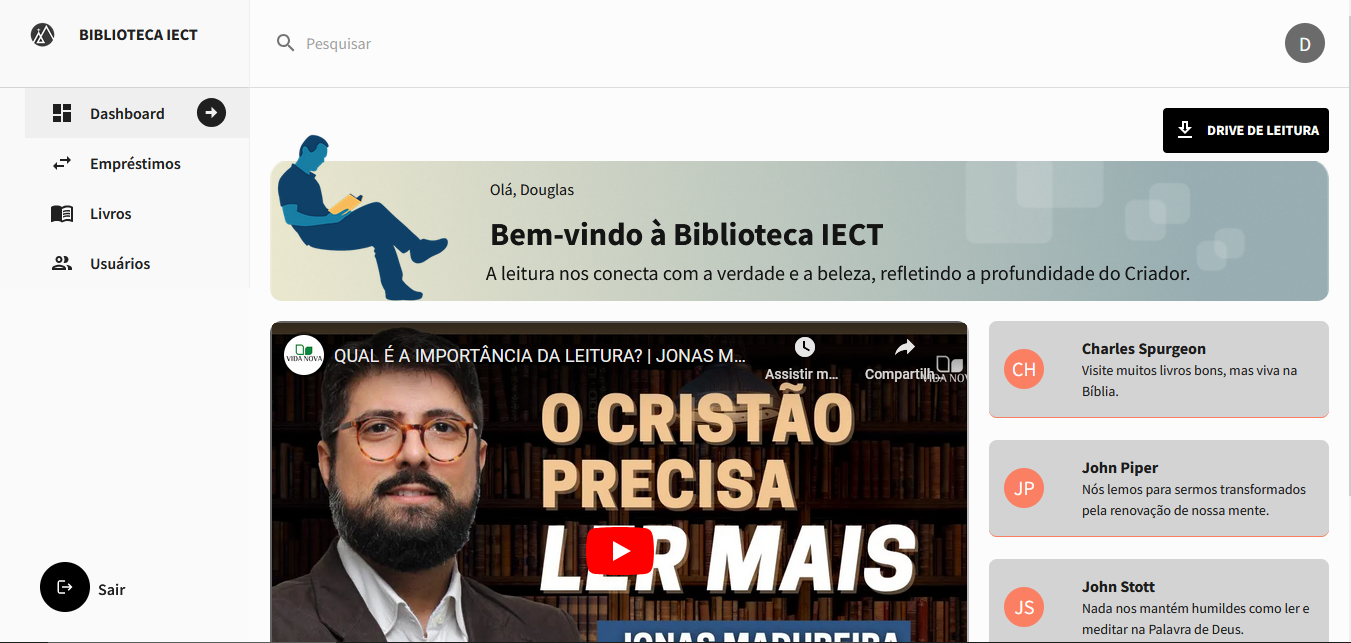 BIBLIOTECA IECT
Pesquisar
D
Dashboard
Empréstimos
Livros
Usuários
Sair
DRIVE DE LEITURA
Olá, Douglas
Bem-vindo à Biblioteca IECT
A leitura nos conecta com a verdade e a beleza, refletindo a profundidade do Criador.
VIDA NOVA
QUAL É A IMPORTÂNCIA DA LEITURA? | JONAS M...
Assistir m...
Compartilh...
VIDA NOV
O CRISTÃO
PRECISA
LER MAIS
JONAS MADUREIRA
CH
Charles Spurgeon
Visite muitos livros bons, mas viva na
Bíblia.
JP
John Piper
Nós lemos para sermos transformados
pela renovação de nossa mente.
JS
John Stott
Nada nos mantém humildes como ler e
meditar na Palavra de Deus.